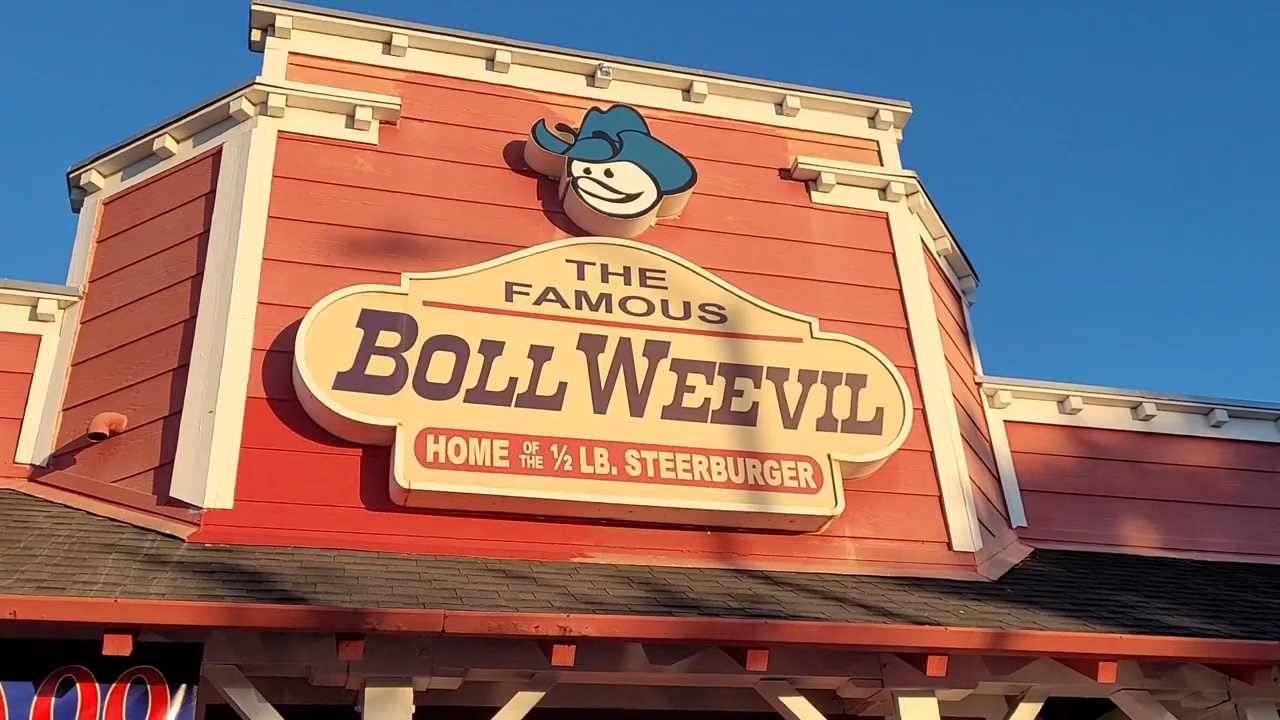 THE
FAMOUS
BOLL WEEVIL
HOME OF THE ½ LB. STEERBURGER